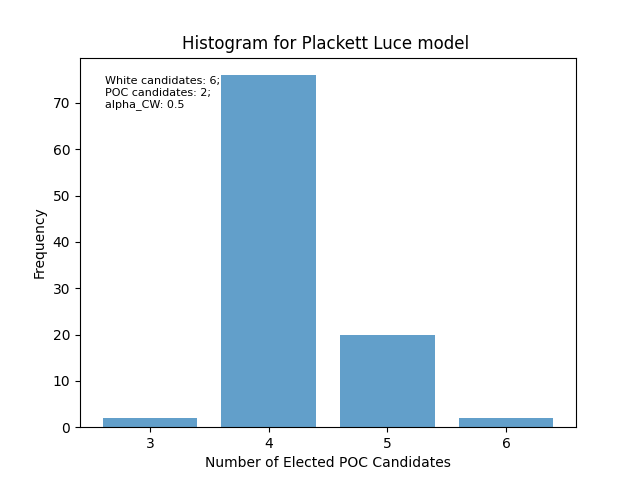 Histogram for Plackett Luce model
White candidates: 6;
POC candidates: 2;
alpha_CW: 0.5
Frequency
70
60
50
40
30
20
10
0
3 4 5 6
Number of Elected POC Candidates